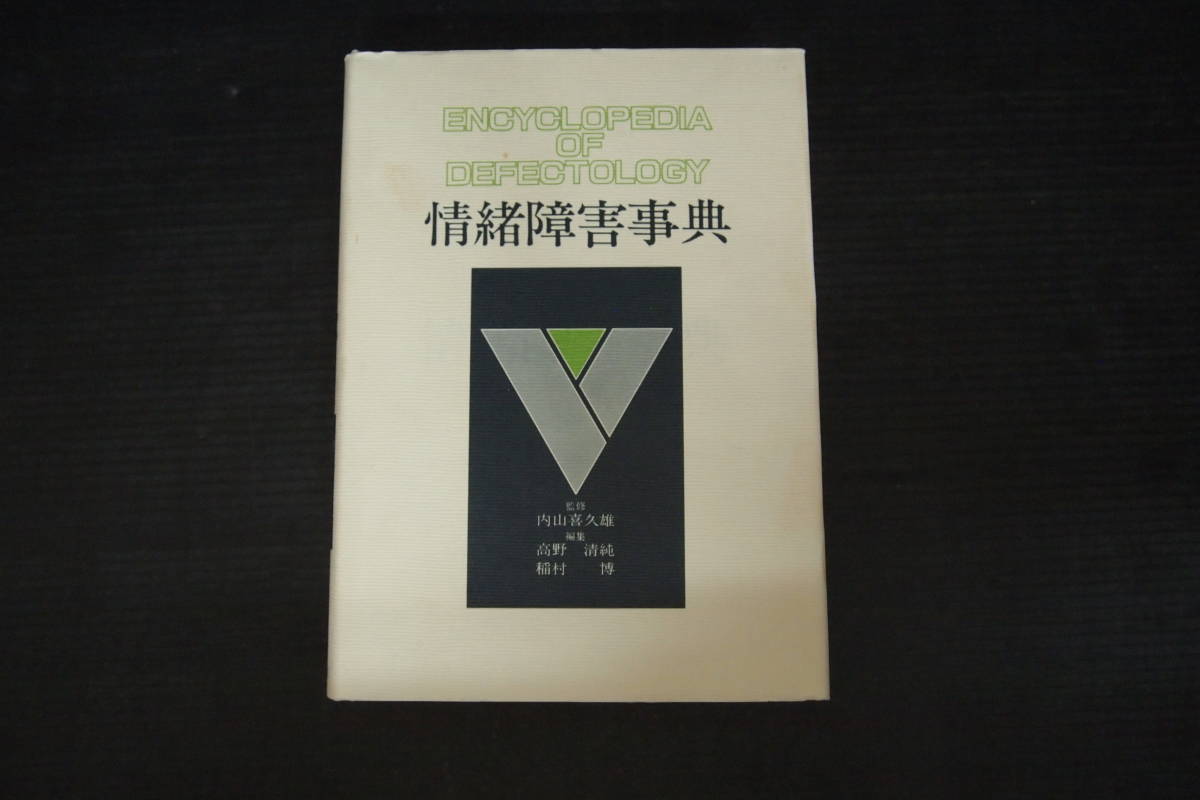 ENCYCLOPEDIA
OF
DEFECTOLOGY
情緒障害事典
監修
内山喜久雄
編集
高野 清純
稲村 博